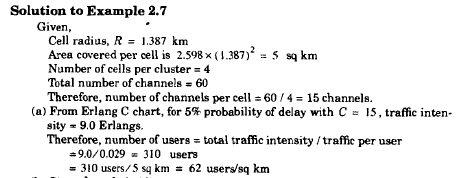 Solution to Example 2.7
Given,
Cell radius, R = 1.387 km
Area covered per cell is 2.598 × (1.387)² = 5 sq km
Number of cells per cluster = 4
Total number of channels = 60
Therefore, number of channels per cell = 60 / 4 = 15 channels.
(a) From Erlang C chart, for 5% probability of delay with C = 15, traffic inten-
sity = 9.0 Erlangs.
Therefore, number of users = total traffic intensity / traffic per user
= 9.0/0.029 = 310 users
= 310 users/5 sq km = 62 users/sq km